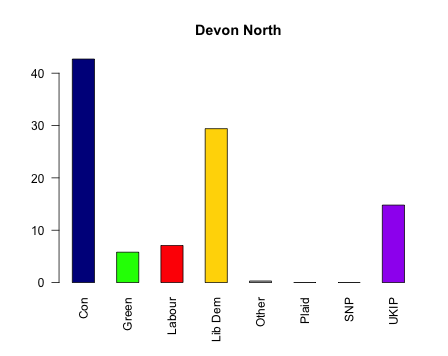 Devon North
40
30
20
10
0
Con
Green
Labour
Lib Dem
Other
Plaid
SNP
UKIP